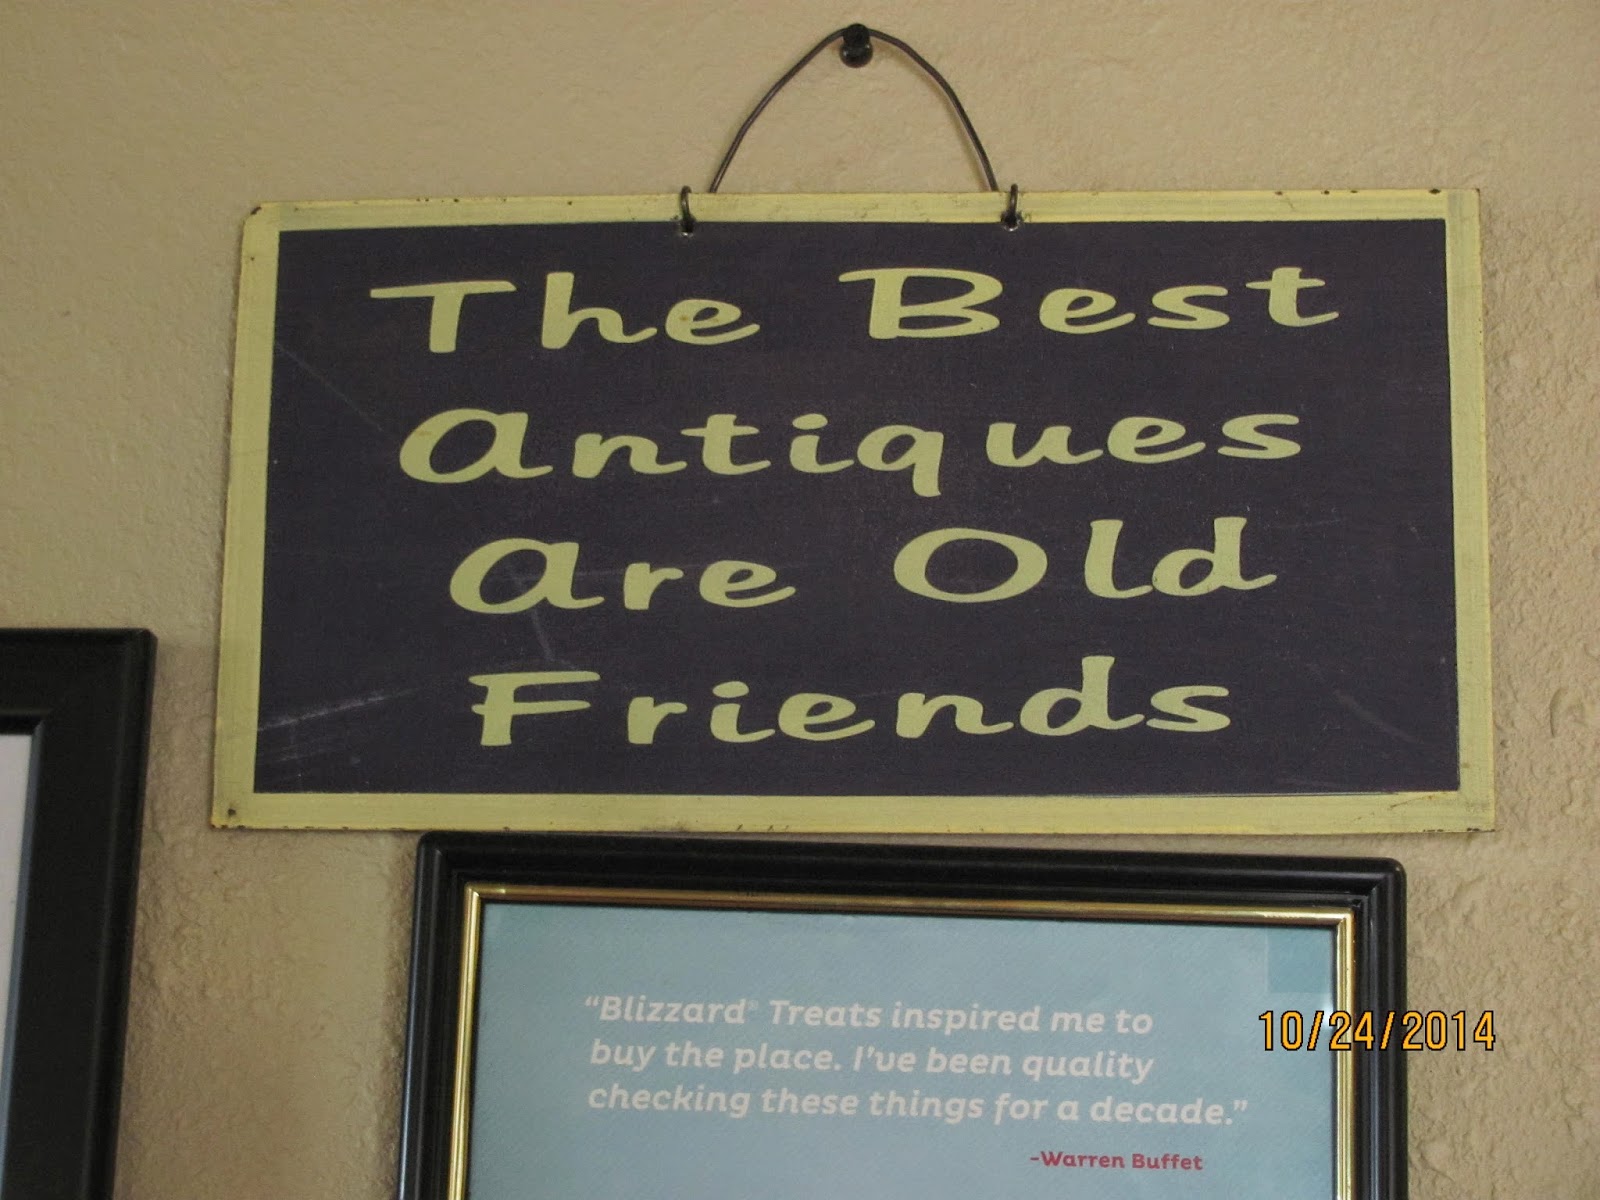 The Best
Antiques
Are Old
Friends
“Blizzard® Treats inspired me to
buy the place. I’ve been quality
checking these things for a decade.”
-Warren Buffet
10/24/2014